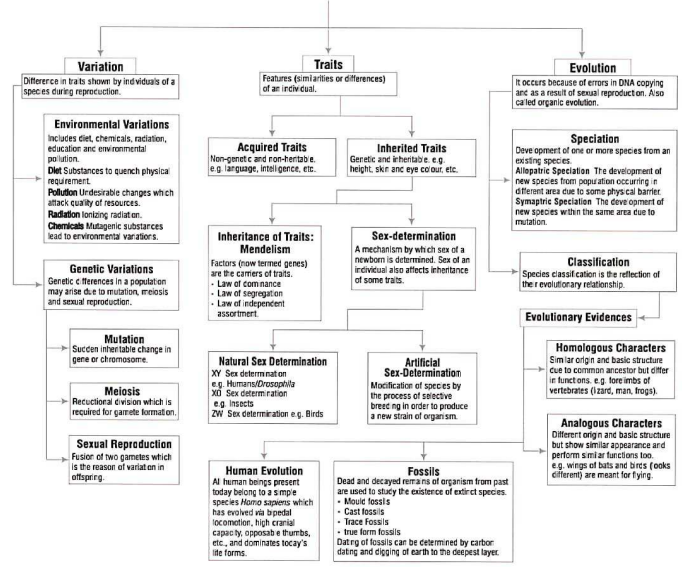 Variation
Difference in traits shown by individuals of a
species during reproduction.
Environmental Variations
Includes diet, chemicals, radiation,
education and environmental
pollution.
Diet Substances to quench physical
requirement.
Pollution Undesirable changes which
attack quality of resources.
Radiation Ionizing radiation.
Chemicals Mutagenic substances
lead to environmental variations.
Genetic Variations
Genetic differences in a population
may arise due to mutation, meiosis
and sexual reproduction.
Mutation
Sudden inheritable change in
gene or chromosome.
Meiosis
Reductional division which is
required for gamete formation.
Sexual Reproduction
Fusion of two gametes which
is the reason of variation in
offspring.
Traits
Features (similarities or differences)
of an individual.
Acquired Traits
Non-genetic and non-heritable.
e.g. language, intelligence, etc.
Inherited Traits
Genetic and inheritable. e.g.
height, skin and eye colour, etc.
Inheritance of Traits:
Mendelism
Factors (now termed genes)
are the carriers of traits.
• Law of dominance
• Law of segregation
• Law of independent
assortment.
Sex-determination
A mechanism by which sex of a
newborn is determined. Sex of an
individual also affects inheritance
of some traits.
Natural Sex Determination
XY Sex determination
e.g. Humans/Drosophila
XO Sex determination
e.g. Insects
ZW Sex determination e.g. Birds
Artificial
Sex-Determination
Modification of species by
the process of selective
breeding in order to produce
a new strain of organism.
Evolution
It occurs because of errors in DNA copying
and as a result of sexual reproduction. Also
called organic evolution.
Speciation
Development of one or more species from an
existing species.
Allopatric Speciation The development of
new species from population occurring in
different area due to some physical barrier.
Symaptric Speciation The development of
new species within the same area due to
mutation.
Classification
Species classification is the reflection of
their evolutionary relationship.
Evolutionary Evidences
Homologous Characters
Similar origin and basic structure
due to common ancestor but differ
in functions. e.g. forelimbs of
vertebrates (lizard, man, frogs).
Analogous Characters
Different origin and basic structure
but show similar appearance and
perform similar functions too.
e.g. wings of bats and birds (looks
different) are meant for flying.
Human Evolution
All human beings present
today belong to a simple
species Homo sapiens which
has evolved via bipedal
locomotion, high cranial
capacity, opposable thumbs,
etc., and dominates today's
life forms.
Fossils
Dead and decayed remains of organism from past
are used to study the existence of extinct species.
• Mould fossils
• Cast fossils
• Trace Fossils
• true form Fossils
Dating of fossils can be determined by carbon
dating and digging of earth to the deepest layer.